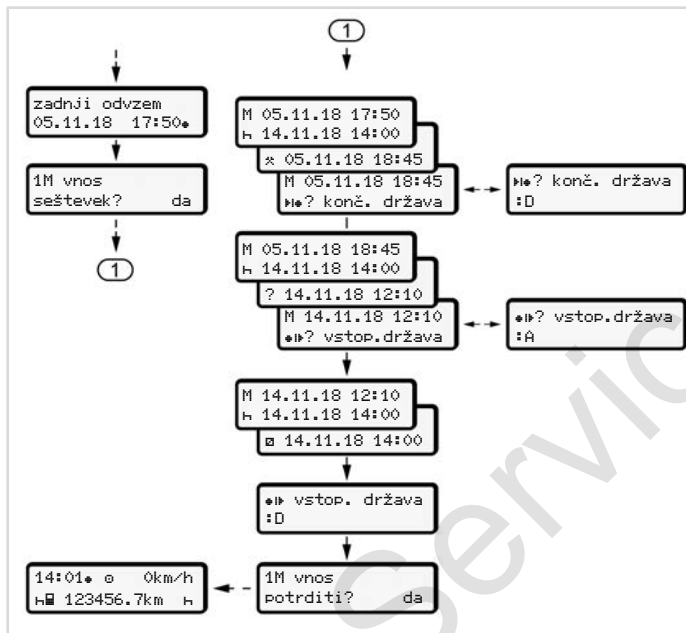 zadnji odvzem
05.11.18 17:50●
1M vnos
seštevek? da
1
1
M 05.11.18 17:50
h 14.11.18 14:00
⚒ 05.11.18 18:45
M 05.11.18 18:45
▶I●? konč. država
▶I●? konč. država
:D
M 05.11.18 18:45
h 14.11.18 14:00
? 14.11.18 12:10
M 14.11.18 12:10
●I▶? vstop.država
●I▶? vstop.država
:A
M 14.11.18 12:10
h 14.11.18 14:00
⍁ 14.11.18 14:00
●I▶ vstop. država
:D
1M vnos
potrditi? da
14:01● ⊙ 0km/h
h 123456.7km h
Servic